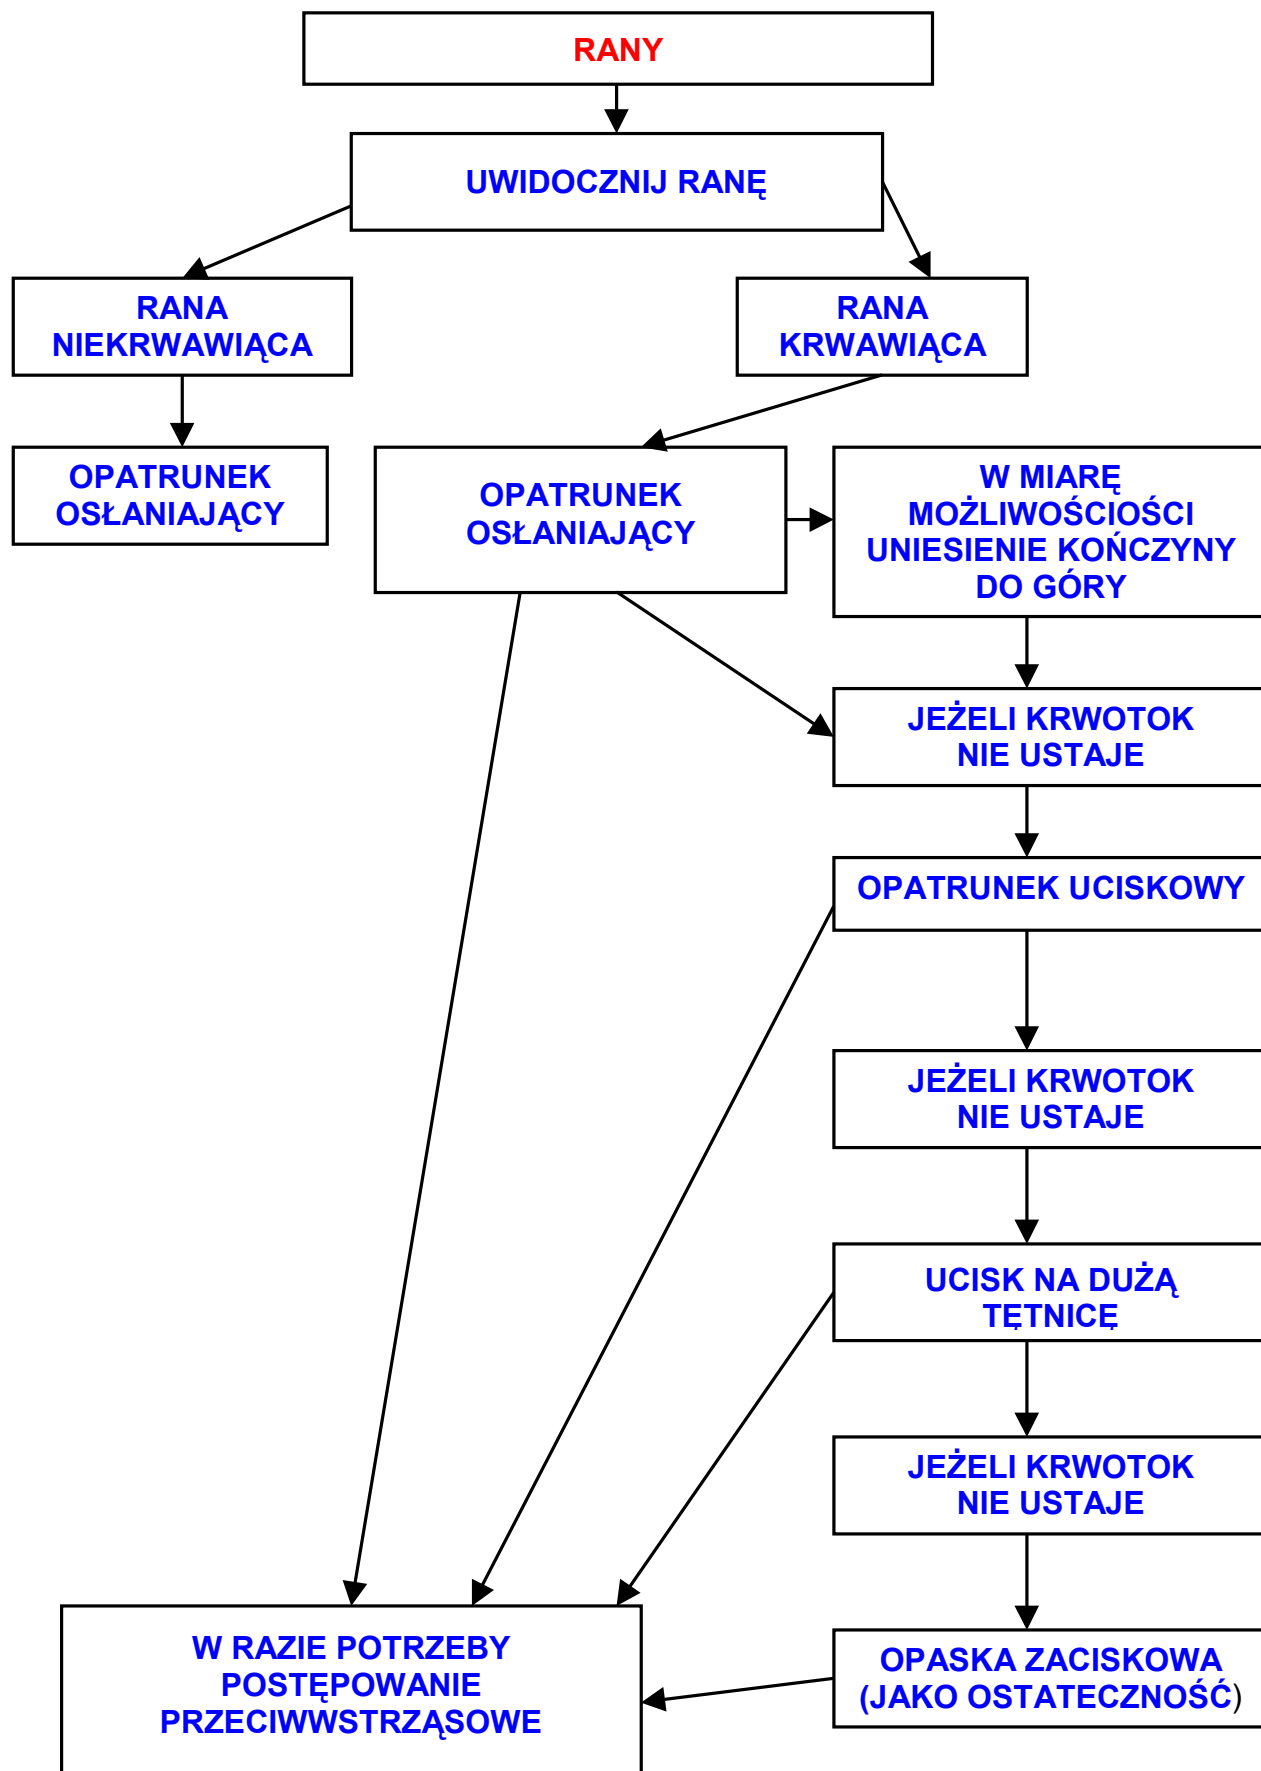 RANY
UWIDOCZNIJ RANĘ
RANA
NIEKRWAWIĄCA
RANA
KRWAWIĄCA
OPATRUNEK
OSŁANIAJĄCY
OPATRUNEK
OSŁANIAJĄCY
W MIARĘ
MOŻLIWOŚCIOŚCI
UNIESIENIE KOŃCZYNY
DO GÓRY
JEŻELI KRWOTOK
NIE USTAJE
OPATRUNEK UCISKOWY
JEŻELI KRWOTOK
NIE USTAJE
UCISK NA DUŻĄ
TĘTNICĘ
JEŻELI KRWOTOK
NIE USTAJE
OPASKA ZACISKOWA
(JAKO OSTATECZNOŚĆ)
W RAZIE POTRZEBY
POSTĘPOWANIE
PRZECIWWSTRZĄSOWE